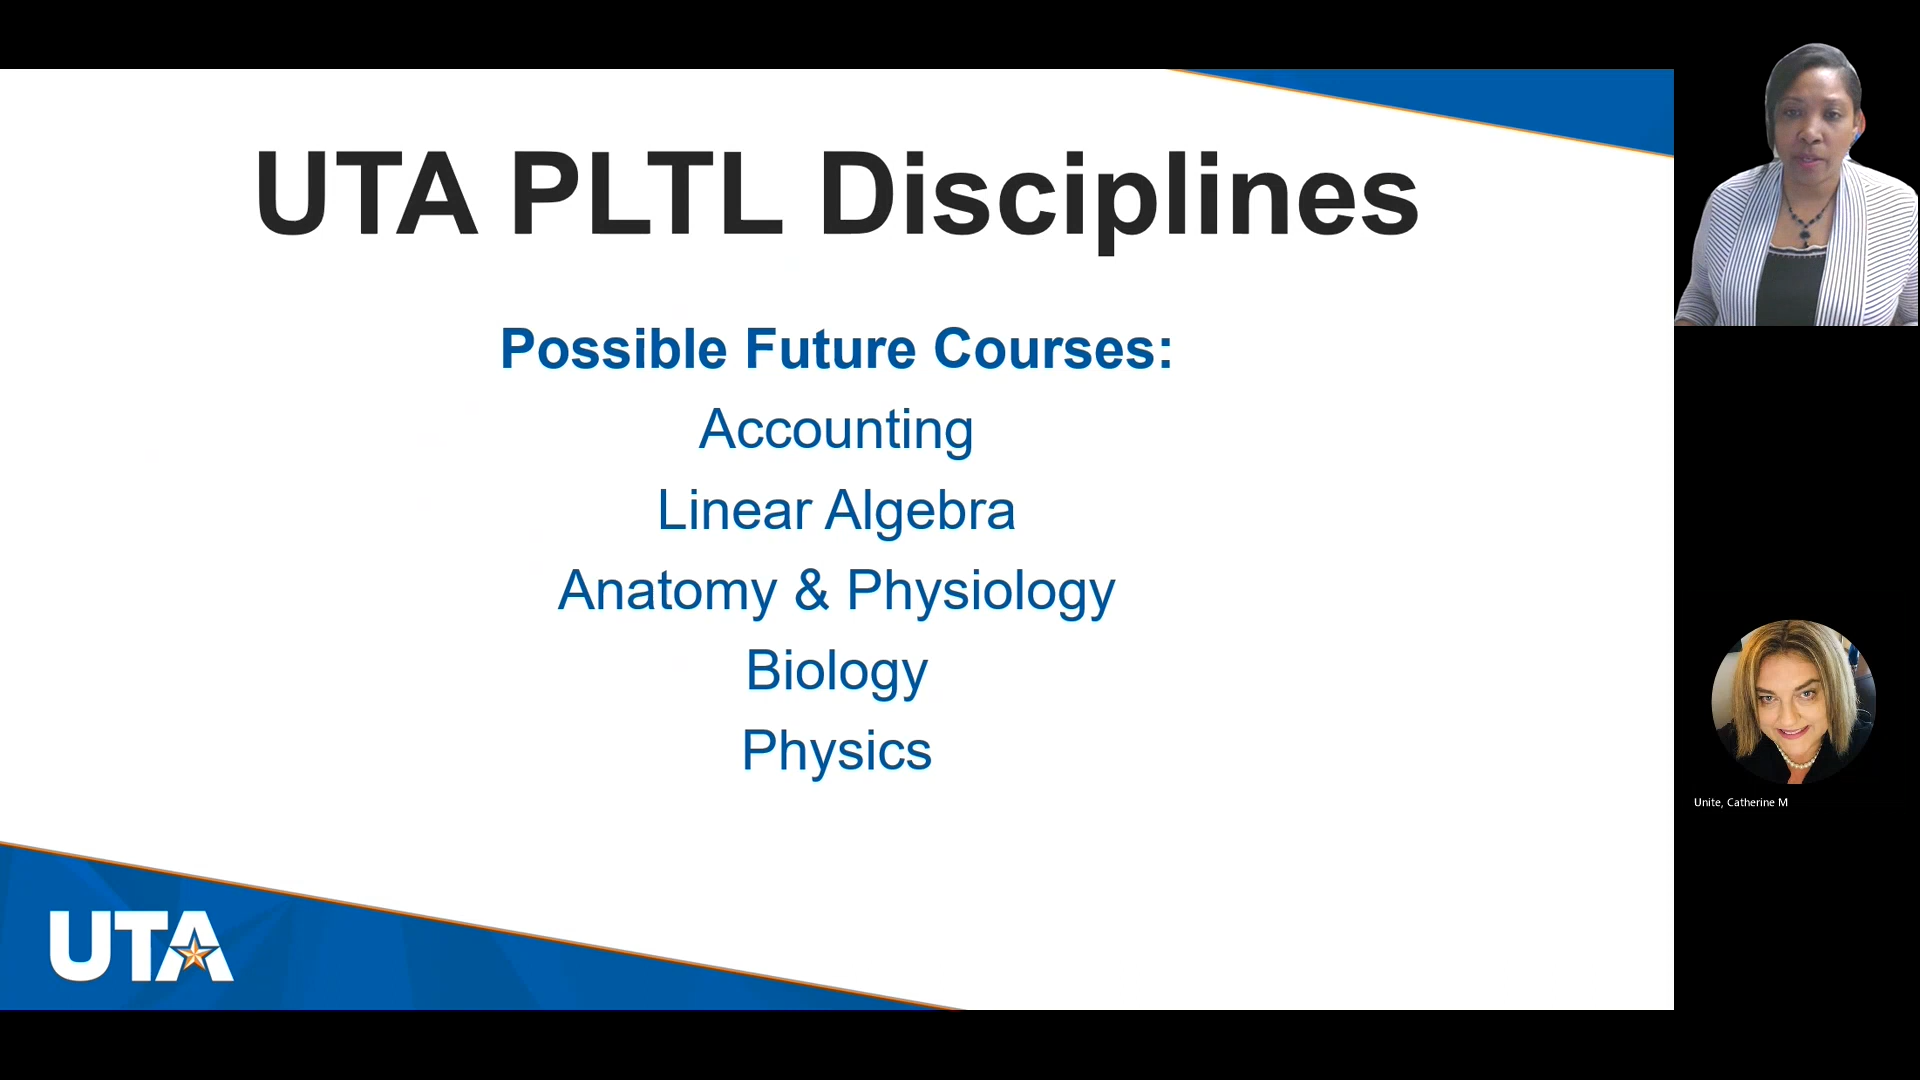 UTA PLTL Disciplines
Possible Future Courses:
Accounting
Linear Algebra
Anatomy & Physiology
Biology
Physics
UTA
Unite, Catherine M